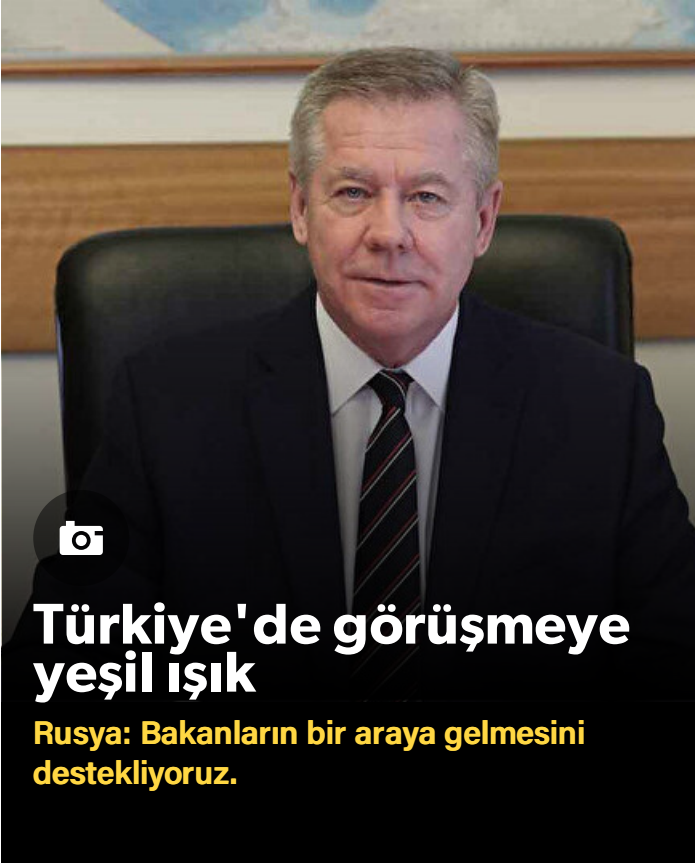 Türkiye'de görüşmeye
yeşil ışık
Rusya: Bakanların bir araya gelmesini
destekliyoruz.